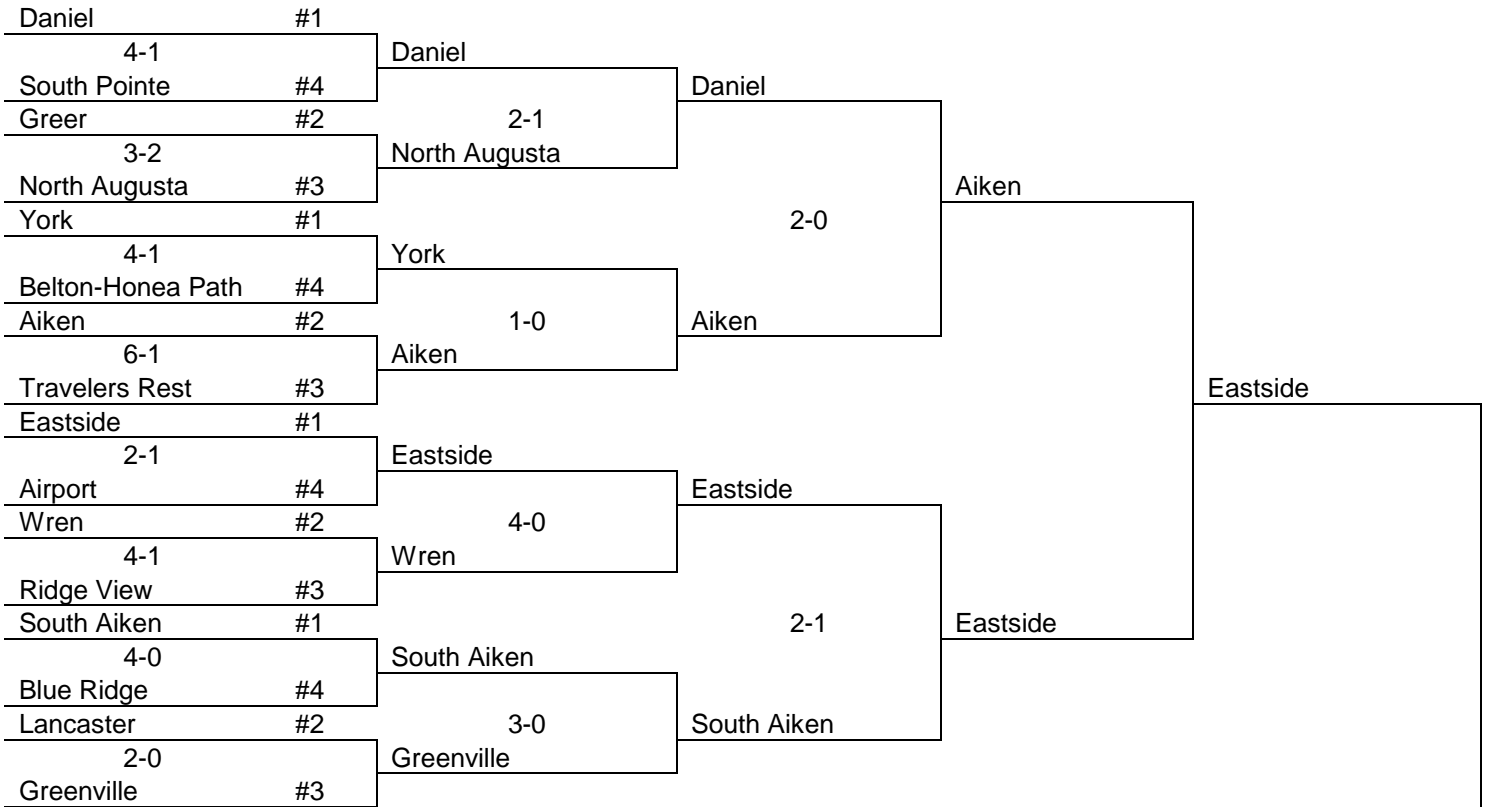 Daniel #1
4-1 Daniel
South Pointe #4 Daniel
Greer #2 2-1
3-2 North Augusta
North Augusta #3 Aiken
York #1 2-0
4-1 York
Belton-Honea Path #4
Aiken #2 1-0 Aiken
6-1 Aiken
Travelers Rest #3 Eastside
Eastside #1
2-1 Eastside
Airport #4 Eastside
Wren #2 4-0
4-1 Wren
Ridge View #3
South Aiken #1 2-1 Eastside
4-0 South Aiken
Blue Ridge #4
Lancaster #2 3-0 South Aiken
2-0 Greenville
Greenville #3